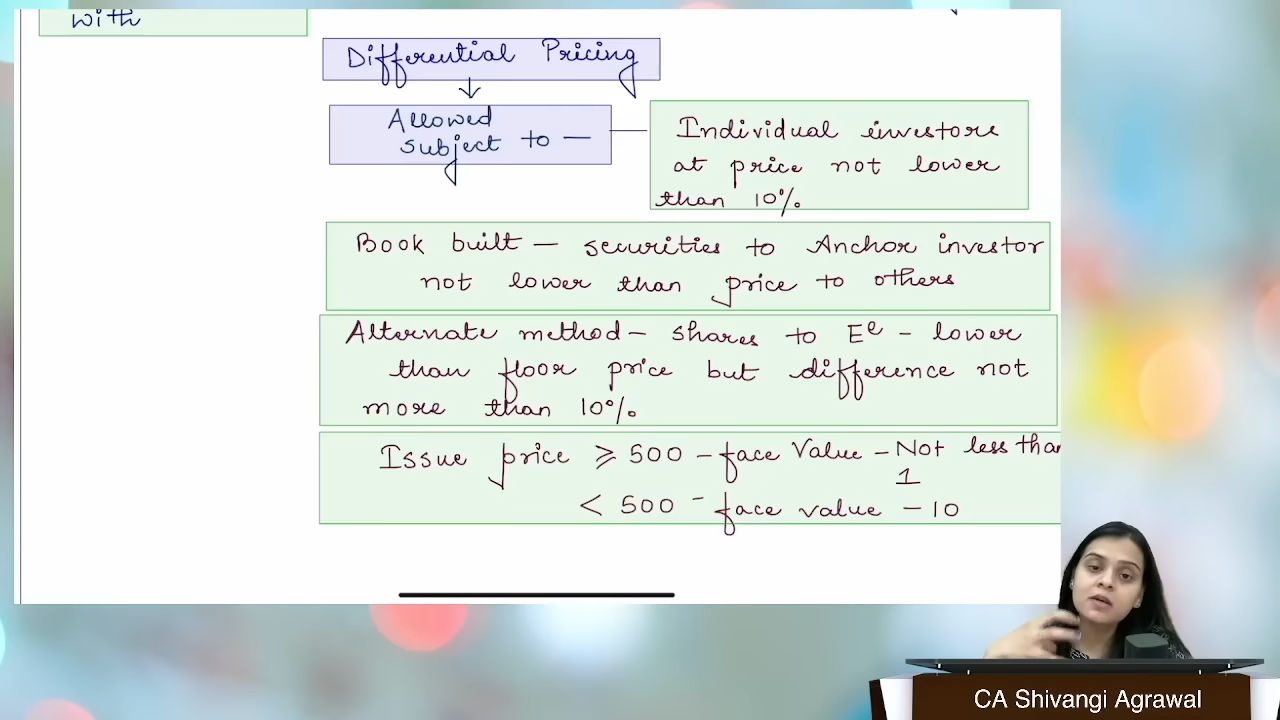 with
Differential Pricing
Allowed
subject to —
Individual investors
at price not lower
than 10%
Book built — securities to Anchor investor
not lower than price to others
Alternate method — shares to Eᵉ - lower
than floor price but difference not
more than 10%
Issue price ≥ 500 - face Value - Not less than
1
< 500 - face value - 10
CA Shivangi Agrawal